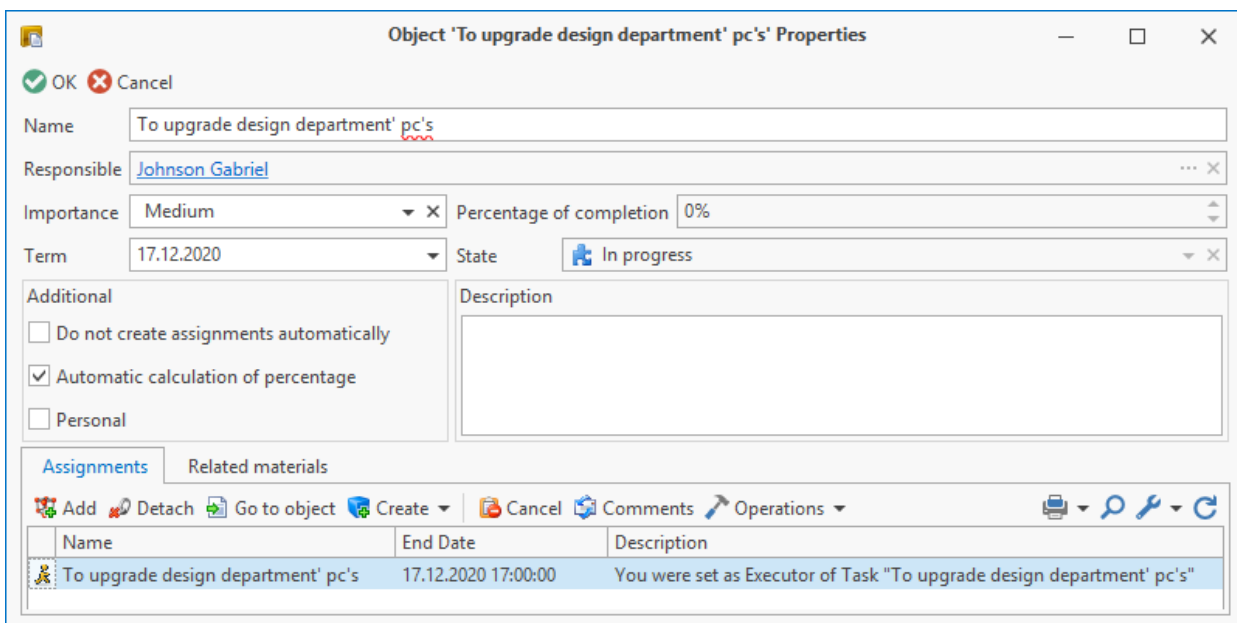 Object 'To upgrade design department' pc's' Properties
OK Cancel
Name To upgrade design department' pc's
Responsible Johnson Gabriel
Importance Medium Percentage of completion 0%
Term 17.12.2020 State In progress
Additional Description
Do not create assignments automatically
Automatic calculation of percentage
Personal
Assignments Related materials
Add Detach Go to object Create Cancel Comments Operations
Name End Date Description
To upgrade design department' pc's 17.12.2020 17:00:00 You were set as Executor of Task "To upgrade design department' pc's"